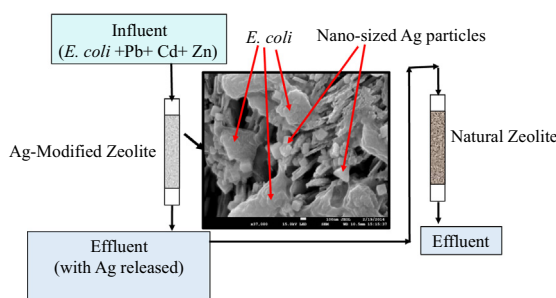 Influent
(E. coli +Pb+ Cd+ Zn)
E. coli
Nano-sized Ag particles
Ag-Modified Zeolite
Natural Zeolite
Effluent
(with Ag released)
Effluent